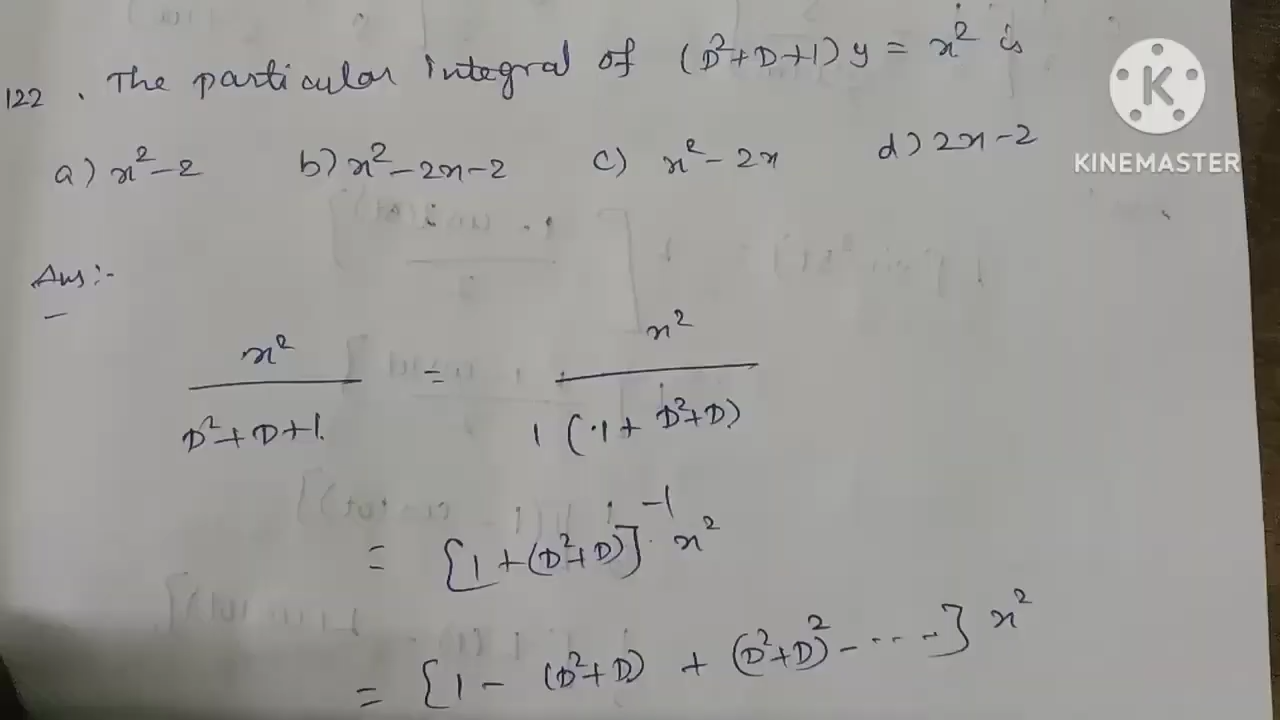 122. The particular integral of (D²+D+1)y = x² is
a) x²-2 b) x²-2x-2 c) x²-2x d) 2x-2
KINEMASTER
Ans:-
x² / D²+D+1 = x² / 1(1+D²+D)
= [1+(D²+D)]⁻¹ x²
= {1-(D²+D)+(D²+D)²-----} x²